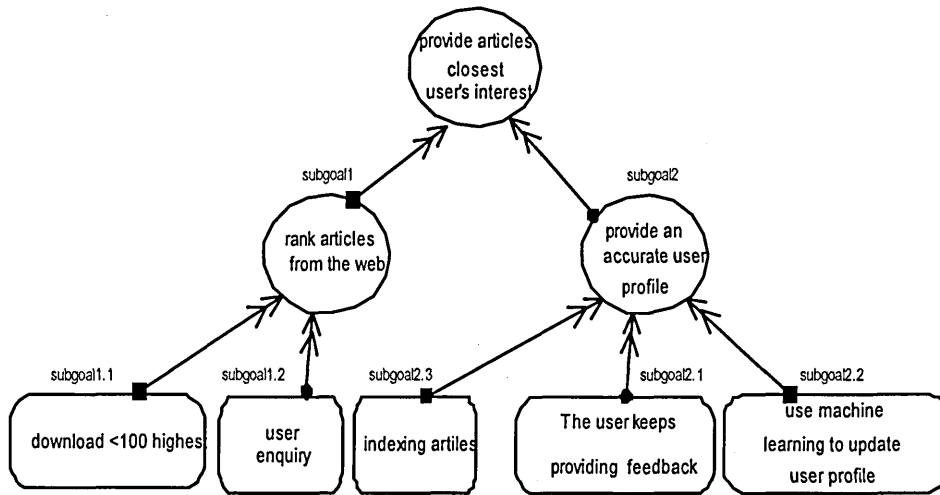 provide articles
closest
user's interest
subgoal1
subgoal2
rank articles
from the web
provide an
accurate user
profile
subgoal1.1
subgoal1.2
subgoal2.3
subgoal2.1
subgoal2.2
download <100 highes
user
enquiry
indexing artiles
The user keeps
providing feedback
use machine
learning to update
user profile